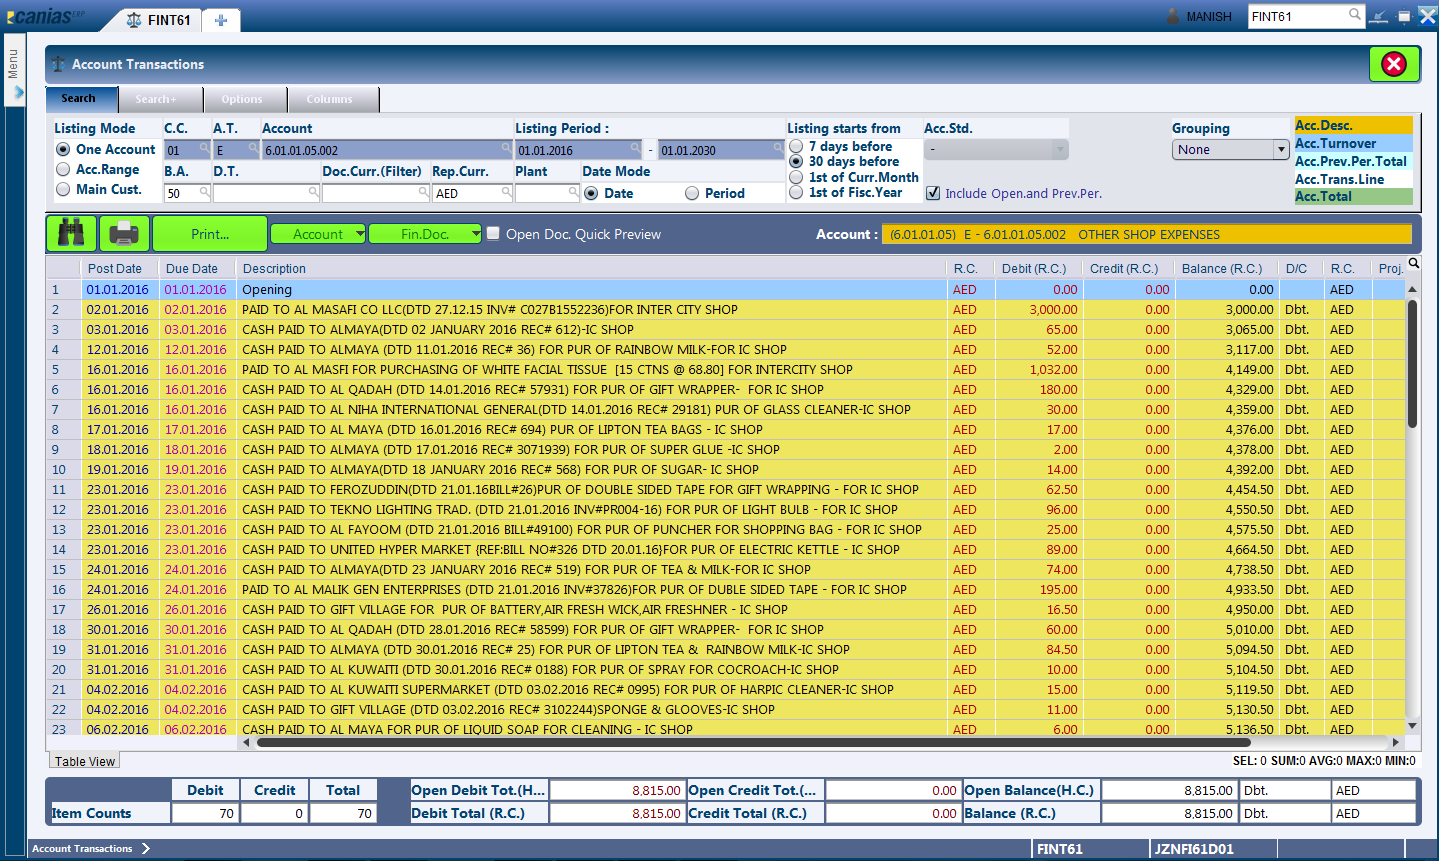 canias ERP FINT61 MANISH FINT61
Menu
Account Transactions
Search Search+ Options Columns
Listing Mode C.C. A.T. Account Listing Period : Listing starts from Acc.Std. Grouping Acc.Desc.
One Account 01 E 6.01.01.05.002 01.01.2016 - 01.01.2030 7 days before - None Acc.Turnover
Acc.Range B.A. D.T. Doc.Curr.(Filter) Rep.Curr. Plant Date Mode 30 days before Acc.Prev.Per.Total
1st of Curr.Month Acc.Trans.Line
Main Cust. 50 AED Date Period 1st of Fisc.Year Include Open.and Prev.Per. Acc.Total
Print... Account Fin.Doc. Open Doc. Quick Preview Account : (6.01.01.05) E - 6.01.01.05.002 OTHER SHOP EXPENSES
Post Date Due Date Description R.C. Debit (R.C.) Credit (R.C.) Balance (R.C.) D/C R.C. Proj.
1 01.01.2016 01.01.2016 Opening AED 0.00 0.00 0.00 AED
2 02.01.2016 02.01.2016 PAID TO AL MASAFI CO LLC(DTD 27.12.15 INV# C027B1552236)FOR INTER CITY SHOP AED 3,000.00 0.00 3,000.00 Dbt. AED
3 03.01.2016 03.01.2016 CASH PAID TO ALMAYA(DTD 02 JANUARY 2016 REC# 612)-IC SHOP AED 65.00 0.00 3,065.00 Dbt. AED
4 12.01.2016 12.01.2016 CASH PAID TO ALMAYA (DTD 11.01.2016 REC# 36) FOR PUR OF RAINBOW MILK-FOR IC SHOP AED 52.00 0.00 3,117.00 Dbt. AED
5 16.01.2016 16.01.2016 PAID TO AL MASFI FOR PURCHASING OF WHITE FACIAL TISSUE [15 CTNS @ 68.80] FOR INTERCITY SHOP AED 1,032.00 0.00 4,149.00 Dbt. AED
6 16.01.2016 16.01.2016 CASH PAID TO AL QADAH (DTD 14.01.2016 REC# 57931) FOR PUR OF GIFT WRAPPER- FOR IC SHOP AED 180.00 0.00 4,329.00 Dbt. AED
7 16.01.2016 16.01.2016 CASH PAID TO AL NIHA INTERNATIONAL GENERAL(DTD 14.01.2016 REC# 29181) PUR OF GLASS CLEANER-IC SHOP AED 30.00 0.00 4,359.00 Dbt. AED
8 17.01.2016 17.01.2016 CASH PAID TO AL MAYA (DTD 16.01.2016 REC# 694) PUR OF LIPTON TEA BAGS - IC SHOP AED 17.00 0.00 4,376.00 Dbt. AED
9 18.01.2016 18.01.2016 CASH PAID TO ALMAYA (DTD 17.01.2016 REC# 3071939) FOR PUR OF SUPER GLUE -IC SHOP AED 2.00 0.00 4,378.00 Dbt. AED
10 19.01.2016 19.01.2016 CASH PAID TO ALMAYA(DTD 18 JANUARY 2016 REC# 568) FOR PUR OF SUGAR- IC SHOP AED 14.00 0.00 4,392.00 Dbt. AED
11 23.01.2016 23.01.2016 CASH PAID TO FEROZUDDIN(DTD 21.01.16BILL#26)PUR OF DOUBLE SIDED TAPE FOR GIFT WRAPPING - FOR IC SHOP AED 62.50 0.00 4,454.50 Dbt. AED
12 23.01.2016 23.01.2016 CASH PAID TO TEKNO LIGHTING TRAD. (DTD 21.01.2016 INV#PR004-16) FOR PUR OF LIGHT BULB - FOR IC SHOP AED 96.00 0.00 4,550.50 Dbt. AED
13 23.01.2016 23.01.2016 CASH PAID TO AL FAYOOM (DTD 21.01.2016 BILL#49100) FOR PUR OF PUNCHER FOR SHOPPING BAG - FOR IC SHOP AED 25.00 0.00 4,575.50 Dbt. AED
14 23.01.2016 23.01.2016 CASH PAID TO UNITED HYPER MARKET {REF:BILL NO#326 DTD 20.01.16}FOR PUR OF ELECTRIC KETTLE - IC SHOP AED 89.00 0.00 4,664.50 Dbt. AED
15 24.01.2016 24.01.2016 CASH PAID TO ALMAYA(DTD 23 JANUARY 2016 REC# 519) FOR PUR OF TEA & MILK-FOR IC SHOP AED 74.00 0.00 4,738.50 Dbt. AED
16 24.01.2016 24.01.2016 PAID TO AL MALIK GEN ENTERPRISES (DTD 21.01.2016 INV#37826)FOR PUR OF DUBLE SIDED TAPE - FOR IC SHOP AED 195.00 0.00 4,933.50 Dbt. AED
17 26.01.2016 26.01.2016 CASH PAID TO GIFT VILLAGE FOR PUR OF BATTERY,AIR FRESH WICK,AIR FRESHNER - IC SHOP AED 16.50 0.00 4,950.00 Dbt. AED
18 30.01.2016 30.01.2016 CASH PAID TO AL QADAH (DTD 28.01.2016 REC# 58599) FOR PUR OF GIFT WRAPPER- FOR IC SHOP AED 60.00 0.00 5,010.00 Dbt. AED
19 31.01.2016 31.01.2016 CASH PAID TO ALMAYA (DTD 30.01.2016 REC# 25) FOR PUR OF LIPTON TEA & RAINBOW MILK-IC SHOP AED 84.50 0.00 5,094.50 Dbt. AED
20 31.01.2016 31.01.2016 CASH PAID TO AL KUWAITI (DTD 30.01.2016 REC# 0188) FOR PUR OF SPRAY FOR COCROACH-IC SHOP AED 10.00 0.00 5,104.50 Dbt. AED
21 04.02.2016 04.02.2016 CASH PAID TO AL KUWAITI SUPERMARKET (DTD 03.02.2016 REC# 0995) FOR PUR OF HARPIC CLEANER-IC SHOP AED 15.00 0.00 5,119.50 Dbt. AED
22 04.02.2016 04.02.2016 CASH PAID TO GIFT VILLAGE (DTD 03.02.2016 REC# 3102244)SPONGE & GLOOVES-IC SHOP AED 11.00 0.00 5,130.50 Dbt. AED
23 06.02.2016 06.02.2016 CASH PAID TO AL MAYA FOR PUR OF LIQUID SOAP FOR CLEANING - IC SHOP AED 6.00 0.00 5,136.50 Dbt. AED
Table View SEL: 0 SUM:0 AVG:0 MAX:0 MIN:0
Debit Credit Total Open Debit Tot.(H... 8,815.00 Open Credit Tot.(... 0.00 Open Balance(H.C.) 8,815.00 Dbt. AED
Item Counts 70 0 70 Debit Total (R.C.) 8,815.00 Credit Total (R.C.) 0.00 Balance (R.C.) 8,815.00 Dbt. AED
Account Transactions FINT61 JZNFI61D01